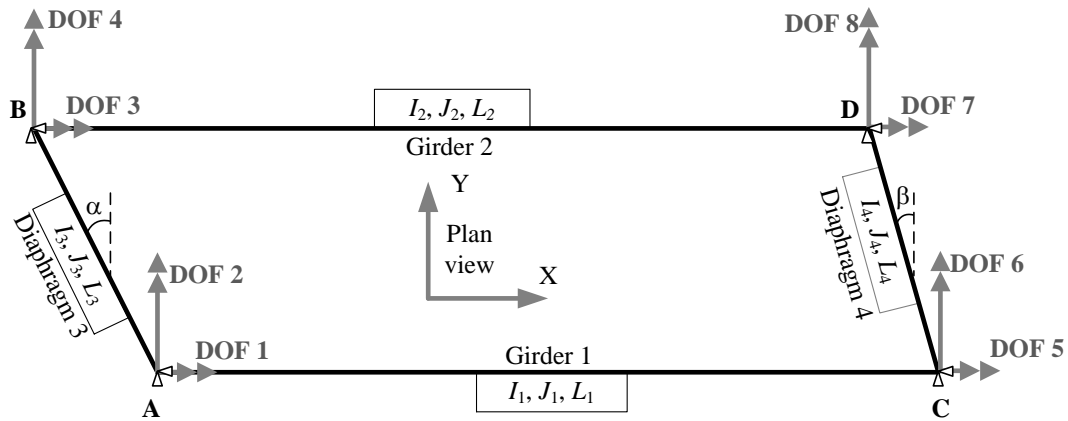 DOF 4
DOF 8
B
DOF 3
I₂, J₂, L₂
D
DOF 7
Girder 2
α
β
I₃, J₃, L₃
Diaphragm 3
Y
Plan
view
X
I₄, J₄, L₄
Diaphragm 4
DOF 2
DOF 6
DOF 1
Girder 1
DOF 5
A
I₁, J₁, L₁
C